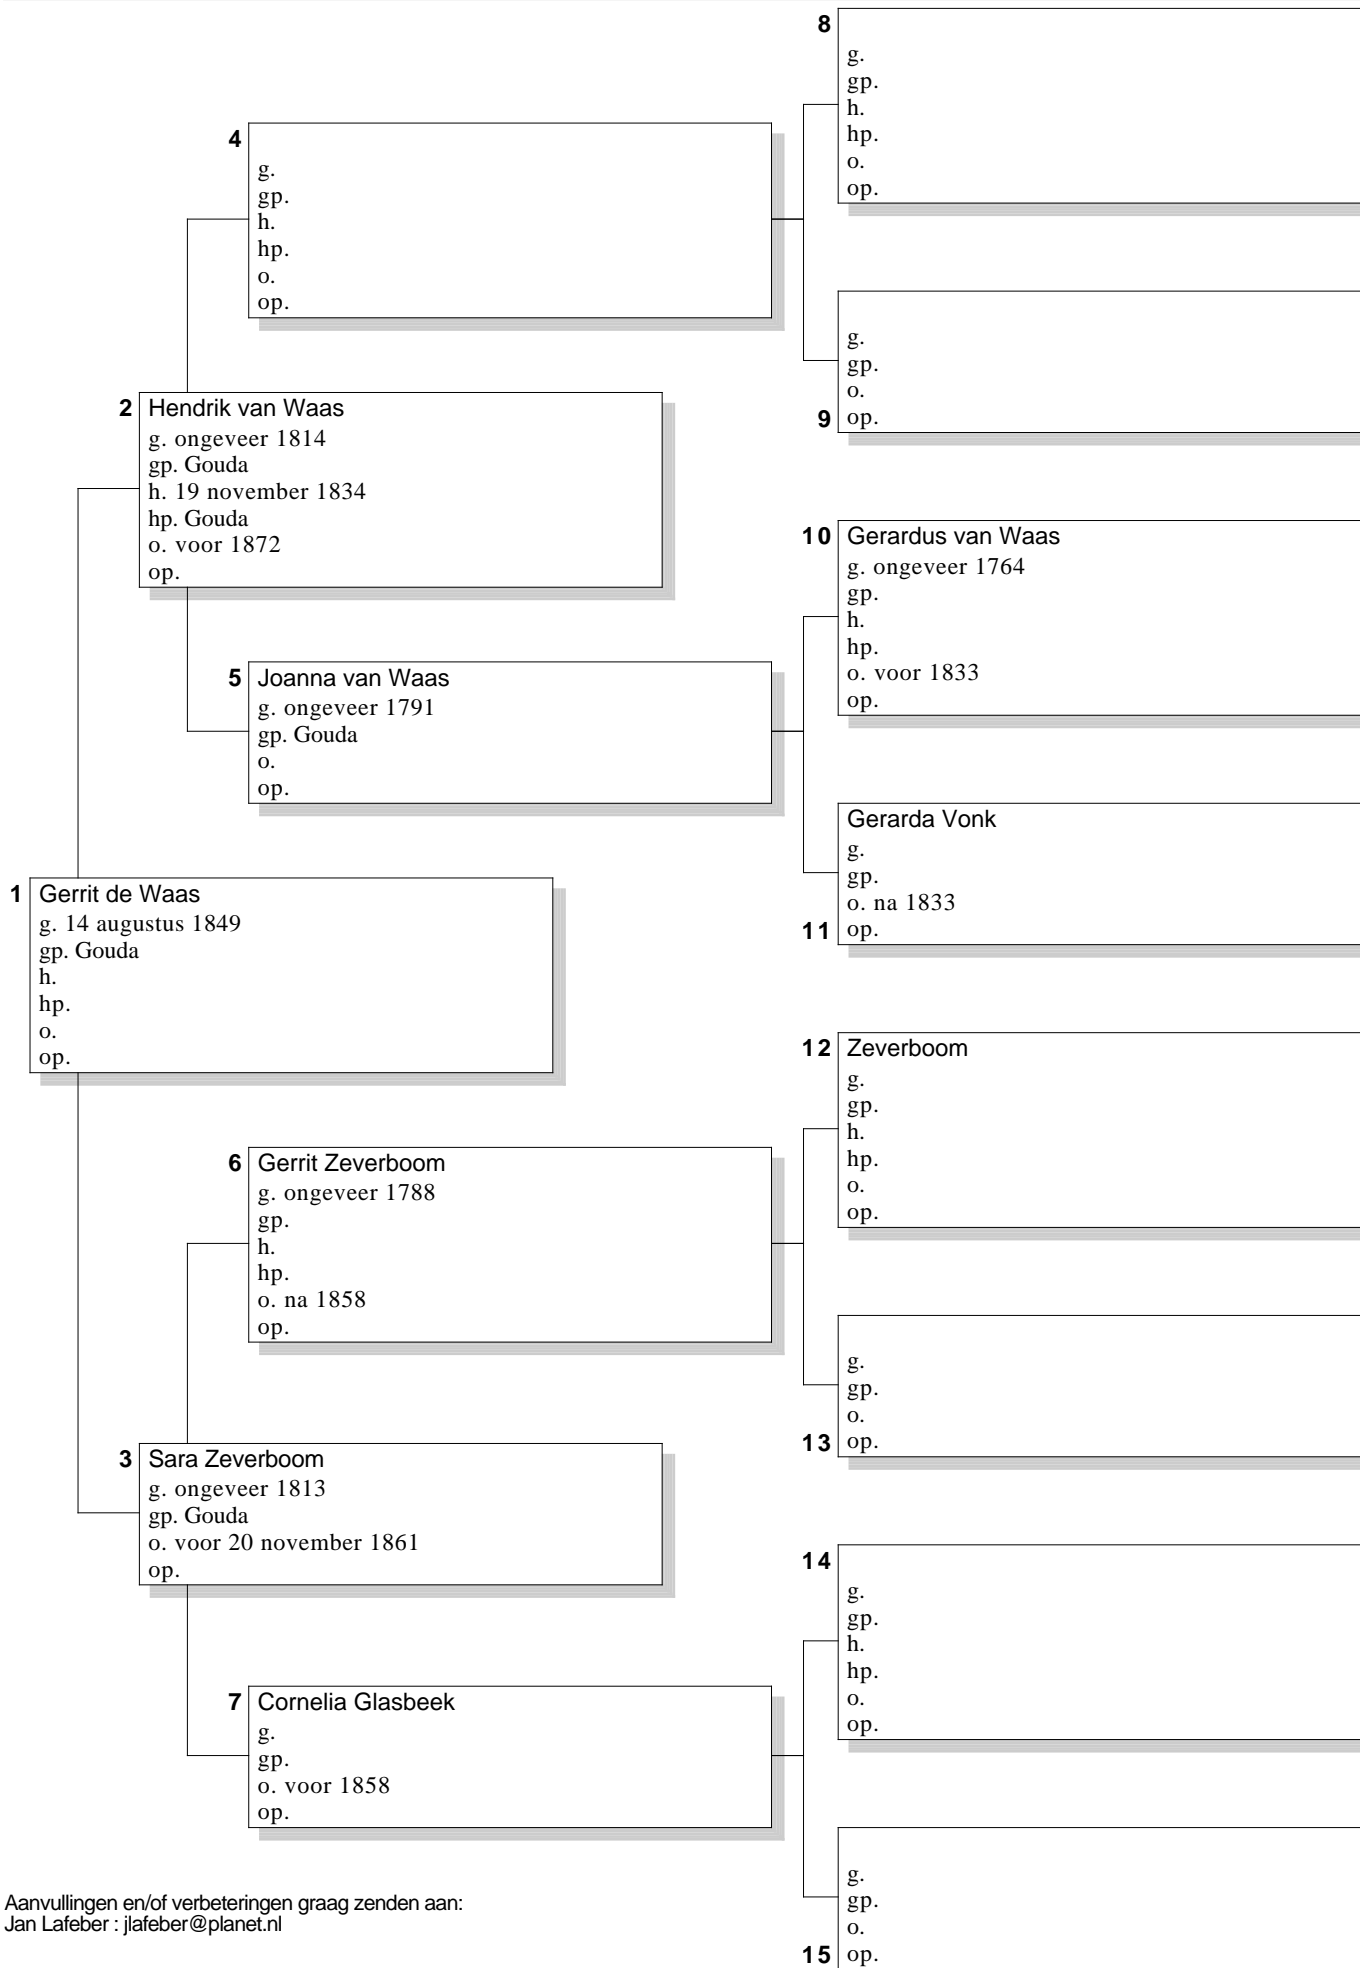 8
g.
gp.
h.
hp.
o.
op.
4
g.
gp.
h.
hp.
o.
op.
g.
gp.
o.
9 op.
2 Hendrik van Waas
g. ongeveer 1814
gp. Gouda
h. 19 november 1834
hp. Gouda
o. voor 1872
op.
10 Gerardus van Waas
g. ongeveer 1764
gp.
h.
hp.
o. voor 1833
op.
5 Joanna van Waas
g. ongeveer 1791
gp. Gouda
o.
op.
Gerarda Vonk
g.
gp.
o. na 1833
11 op.
1 Gerrit de Waas
g. 14 augustus 1849
gp. Gouda
h.
hp.
o.
op.
12 Zeverboom
g.
gp.
h.
hp.
o.
op.
6 Gerrit Zeverboom
g. ongeveer 1788
gp.
h.
hp.
o. na 1858
op.
g.
gp.
o.
13 op.
3 Sara Zeverboom
g. ongeveer 1813
gp. Gouda
o. voor 20 november 1861
op.
14
g.
gp.
h.
hp.
o.
op.
7 Cornelia Glasbeek
g.
gp.
o. voor 1858
op.
g.
gp.
o.
15 op.
Aanvullingen en/of verbeteringen graag zenden aan:
Jan Lafeber : jlafeber@planet.nl